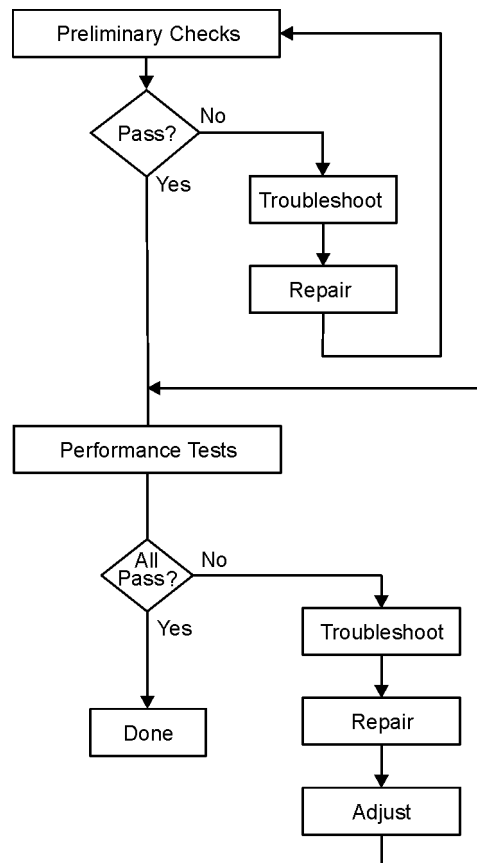 Preliminary Checks
Pass?
No
Yes
Troubleshoot
Repair
Performance Tests
All
Pass?
No
Yes
Troubleshoot
Done
Repair
Adjust